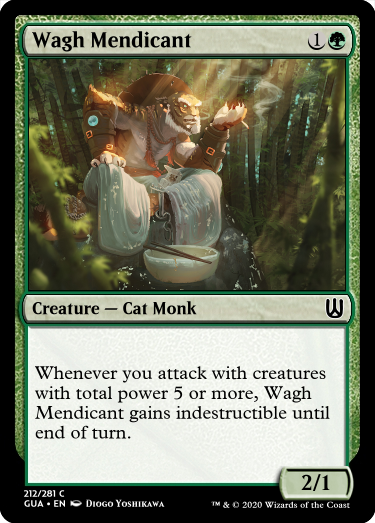 Wagh Mendicant 1
Creature — Cat Monk
Whenever you attack with creatures
with total power 5 or more, Wagh
Mendicant gains indestructible until
end of turn.
2/1
212/281 C
GUA • EN Diogo Yoshikawa
™ & © 2020 Wizards of the Coast